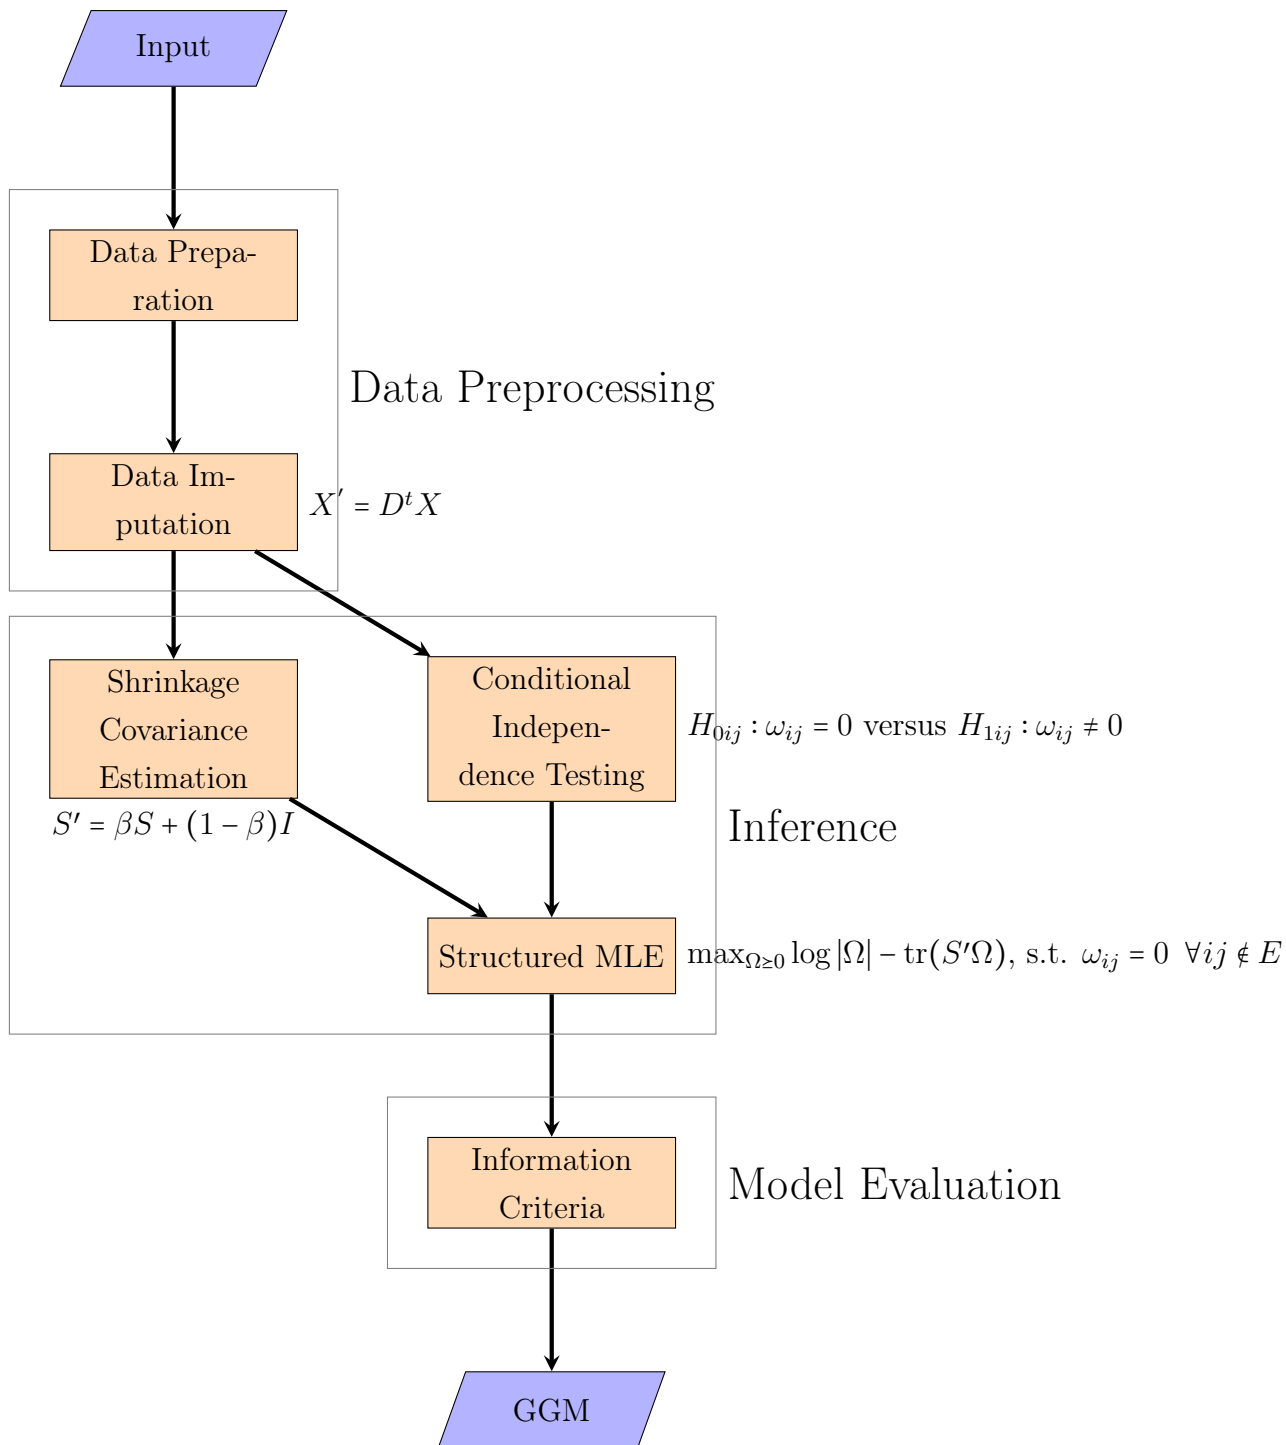 Input
Data Prepa-
ration
Data Preprocessing
Data Im-
putation
X′ = DᵗX
Shrinkage
Covariance
Estimation
S′ = βS + (1 − β)I
Conditional
Indepen-
dence Testing
H₀ᵢⱼ : ωᵢⱼ = 0 versus H₁ᵢⱼ : ωᵢⱼ ≠ 0
Inference
Structured MLE
max_{Ω≥0} log |Ω| − tr(S′Ω), s.t. ωᵢⱼ = 0 ∀ij ∉ E
Information
Criteria
Model Evaluation
GGM